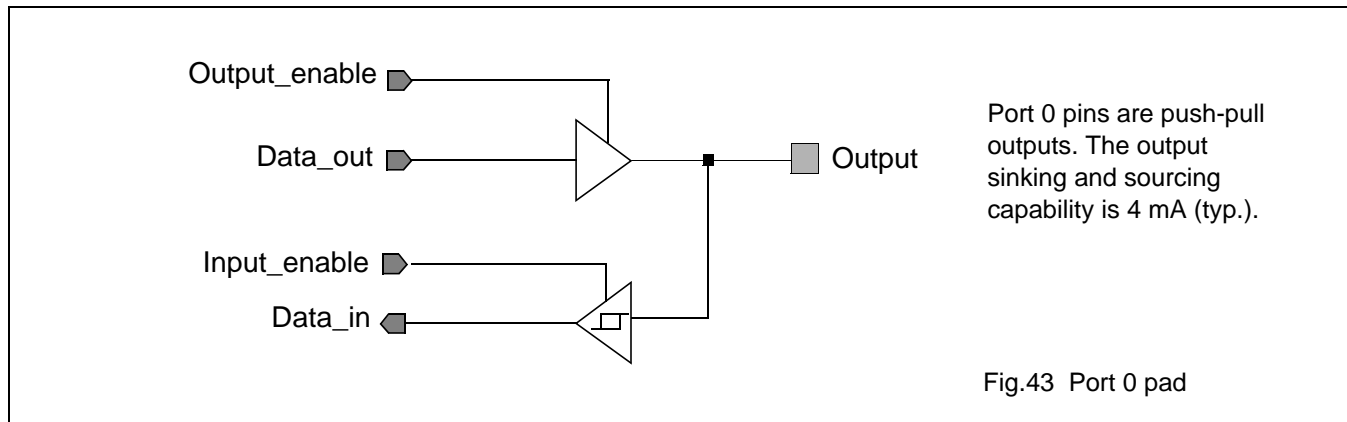 Output_enable
Data_out
Output
Input_enable
Data_in
Port 0 pins are push-pull
outputs. The output
sinking and sourcing
capability is 4 mA (typ.).
Fig.43 Port 0 pad